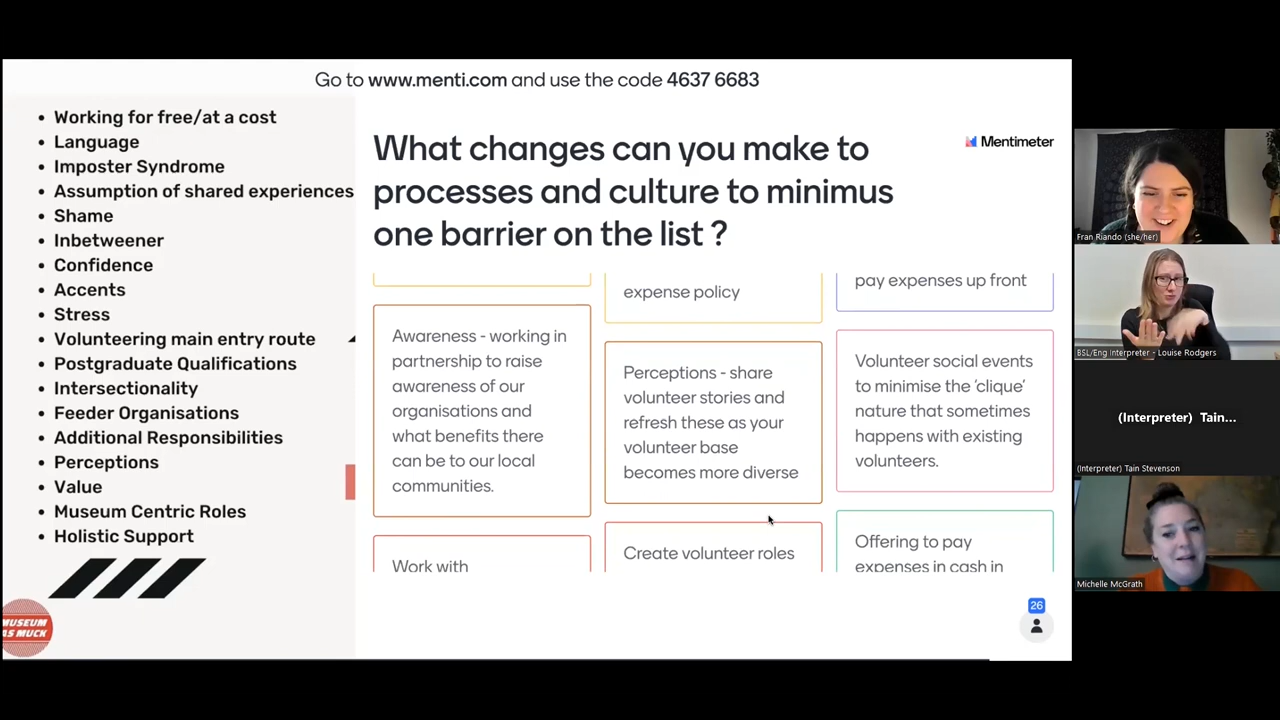 Go to www.menti.com and use the code 4637 6683
Working for free/at a cost
Language
Imposter Syndrome
Assumption of shared experiences
Shame
Inbetweener
Confidence
Accents
Stress
Volunteering main entry route
Postgraduate Qualifications
Intersectionality
Feeder Organisations
Additional Responsibilities
Perceptions
Value
Museum Centric Roles
Holistic Support
MUSEUM
AS MUCK
What changes can you make to
processes and culture to minimus
one barrier on the list ?
Mentimeter
Awareness - working in
partnership to raise
awareness of our
organisations and
what benefits there
can be to our local
communities.
Work with
expense policy
Perceptions - share
volunteer stories and
refresh these as your
volunteer base
becomes more diverse
Create volunteer roles
pay expenses up front
Volunteer social events
to minimise the ‘clique’
nature that sometimes
happens with existing
volunteers.
Offering to pay
expenses in cash in
26
Fran Riando (she/her)
BSL/Eng Interpreter - Louise Rodgers
(Interpreter) Tain...
(Interpreter) Tain Stevenson
Michelle McGrath